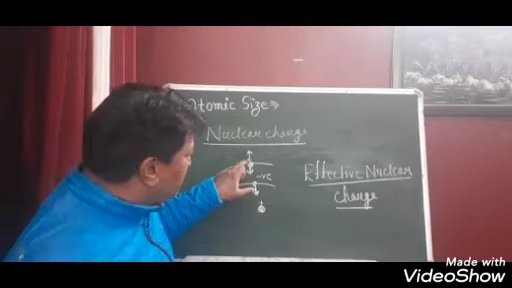 Atomic Size⇒
Nuclear charge
-ve
Effective Nuclear
charge
Made with
VideoShow